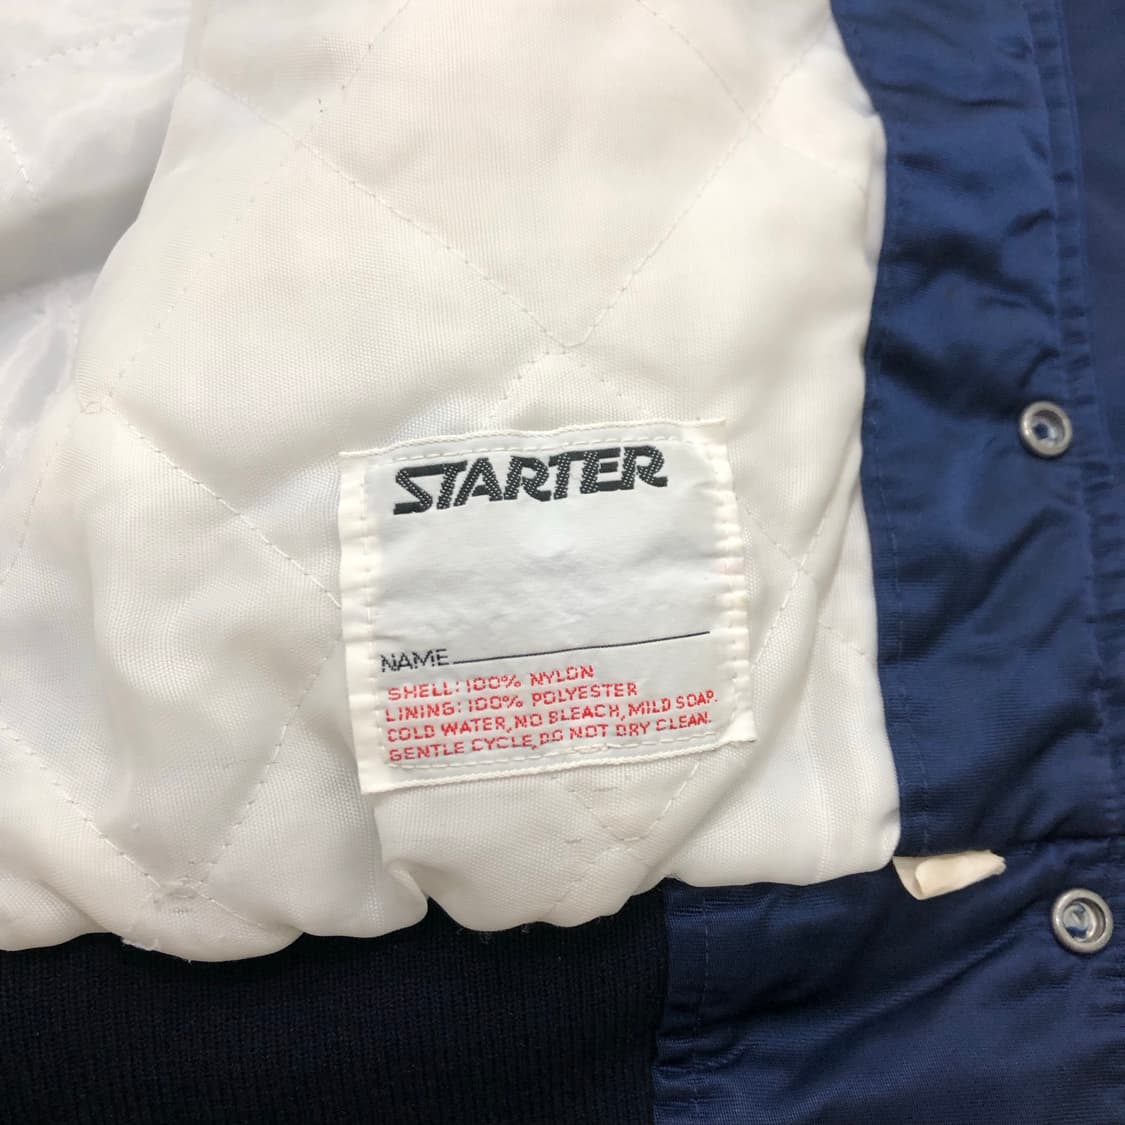 STARTER
NAME
SHELL: 100% NYLON
LINING: 100% POLYESTER
COLD WATER, NO BLEACH, MILD SOAP.
GENTLE CYCLE, DO NOT DRY CLEAN.